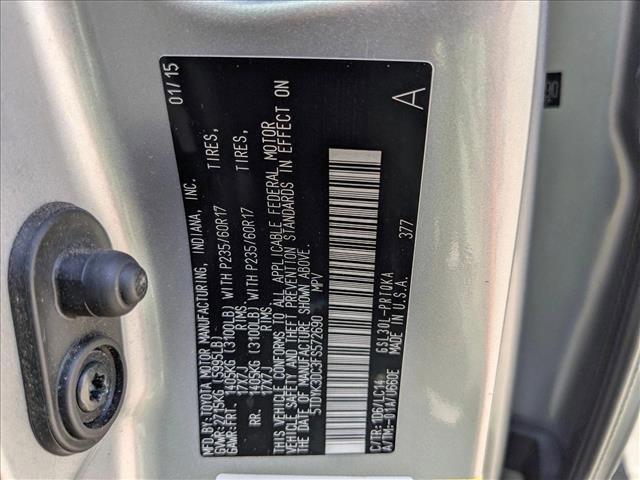 MFD.BY:TOYOTA MOTOR MANUFACTURING, INDIANA, INC. 01/15
GVWR:2715KG (5995LB)
GAWR:FRT. 1405KG (3100LB) WITH P235/60R17 TIRES,
17X7J RIMS
RR. 1405KG (3100LB) WITH P235/60R17 TIRES,
17X7J RIMS
THIS VEHICLE CONFORMS TO ALL APPLICABLE FEDERAL MOTOR
VEHICLE SAFETY AND THEFT PREVENTION STANDARDS IN EFFECT ON
THE DATE OF MANUFACTURE SHOWN ABOVE.
5TDYK3DC3FS572690 MPV A
377
C/TR:1D6/LC14 GSL30L-PRTQKA
A/TM:-01A/U660E MADE IN U.S.A.